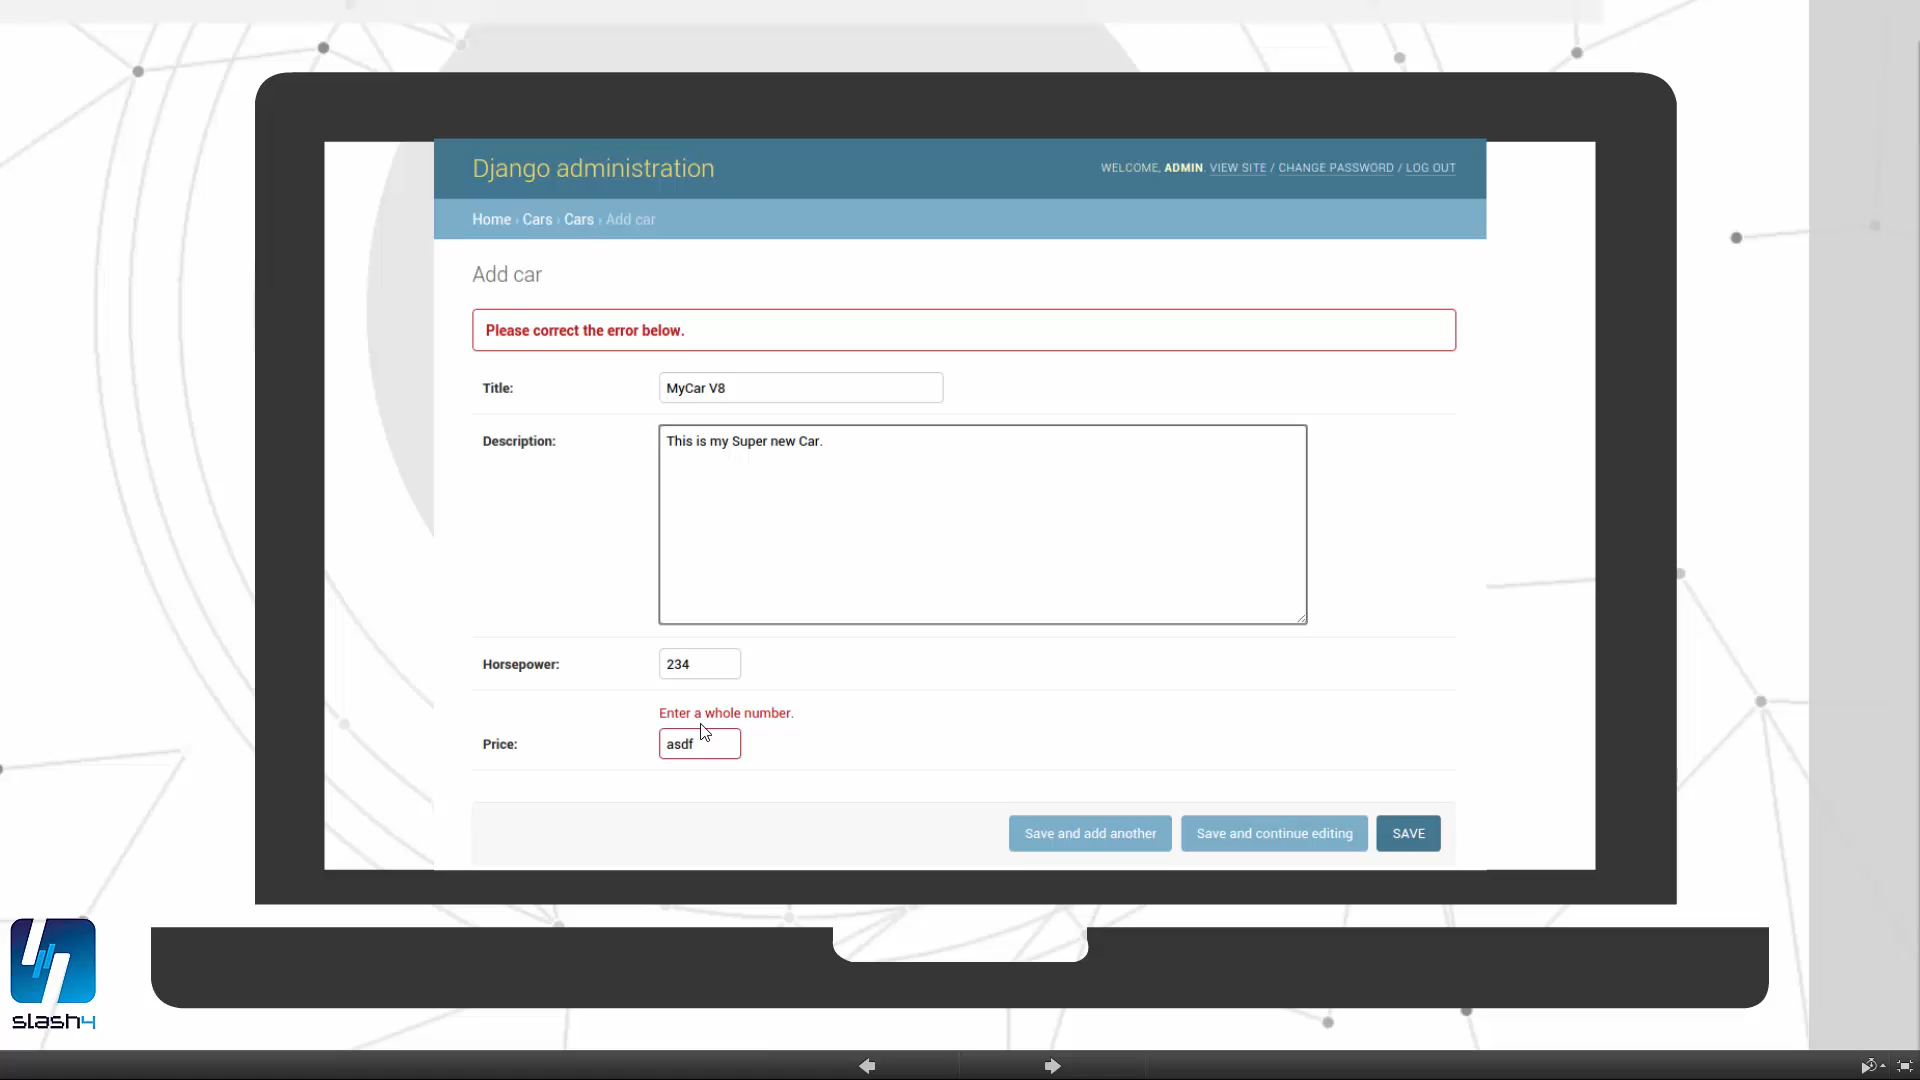 Django administration
WELCOME, ADMIN. VIEW SITE / CHANGE PASSWORD / LOG OUT
Home › Cars › Cars › Add car
Add car
Please correct the error below.
Title: MyCar V8
Description: This is my Super new Car.
Horsepower: 234
Enter a whole number.
Price: asdf
Save and add another Save and continue editing SAVE
slash4